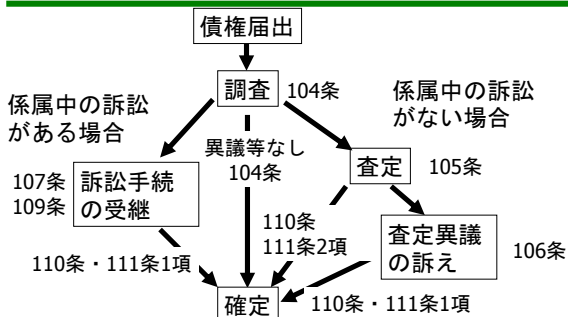 債権届出
調査
104条
係属中の訴訟
がある場合
係属中の訴訟
がない場合
異議等なし
104条
査定
105条
107条
109条
訴訟手続
の受継
110条
111条2項
査定異議
の訴え
106条
110条・111条1項
確定
110条・111条1項